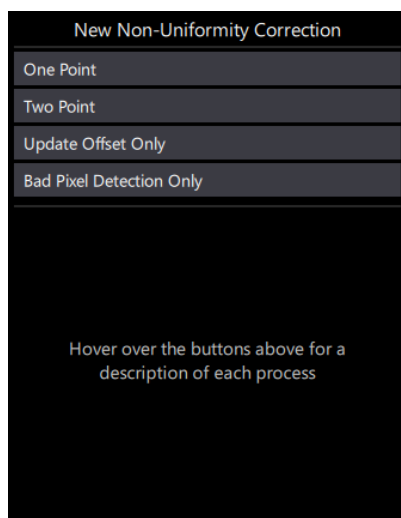 New Non-Uniformity Correction
One Point
Two Point
Update Offset Only
Bad Pixel Detection Only
Hover over the buttons above for a
description of each process